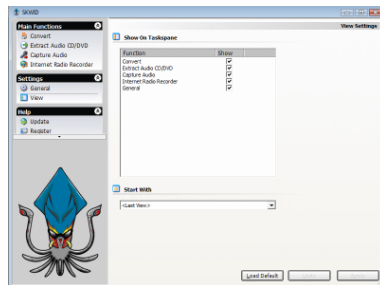 SKWID
View Settings
Main Functions
Convert
Extract Audio CD/DVD
Capture Audio
Internet Radio Recorder
Settings
General
View
Help
Update
Register
Show On Taskpane
Function Show
Convert
Extract Audio CD/DVD
Capture Audio
Internet Radio Recorder
General
Start With
<Last View>
Load Default